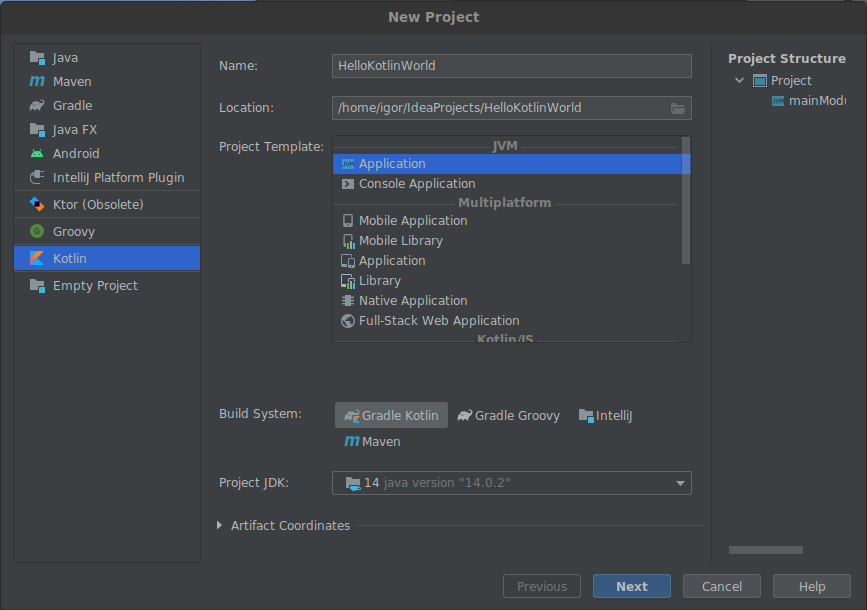 New Project
Java
Maven
Gradle
Java FX
Android
IntelliJ Platform Plugin
Ktor (Obsolete)
Groovy
Kotlin
Empty Project
Name:
HelloKotlinWorld
Location:
/home/igor/IdeaProjects/HelloKotlinWorld
Project Template:
JVM
Application
Console Application
Multiplatform
Mobile Application
Mobile Library
Application
Library
Native Application
Full-Stack Web Application
Kotlin/JS
Build System:
Gradle Kotlin
Gradle Groovy
IntelliJ
Maven
Project JDK:
14 java version "14.0.2"
Artifact Coordinates
Project Structure
Project
mainModu
Previous
Next
Cancel
Help